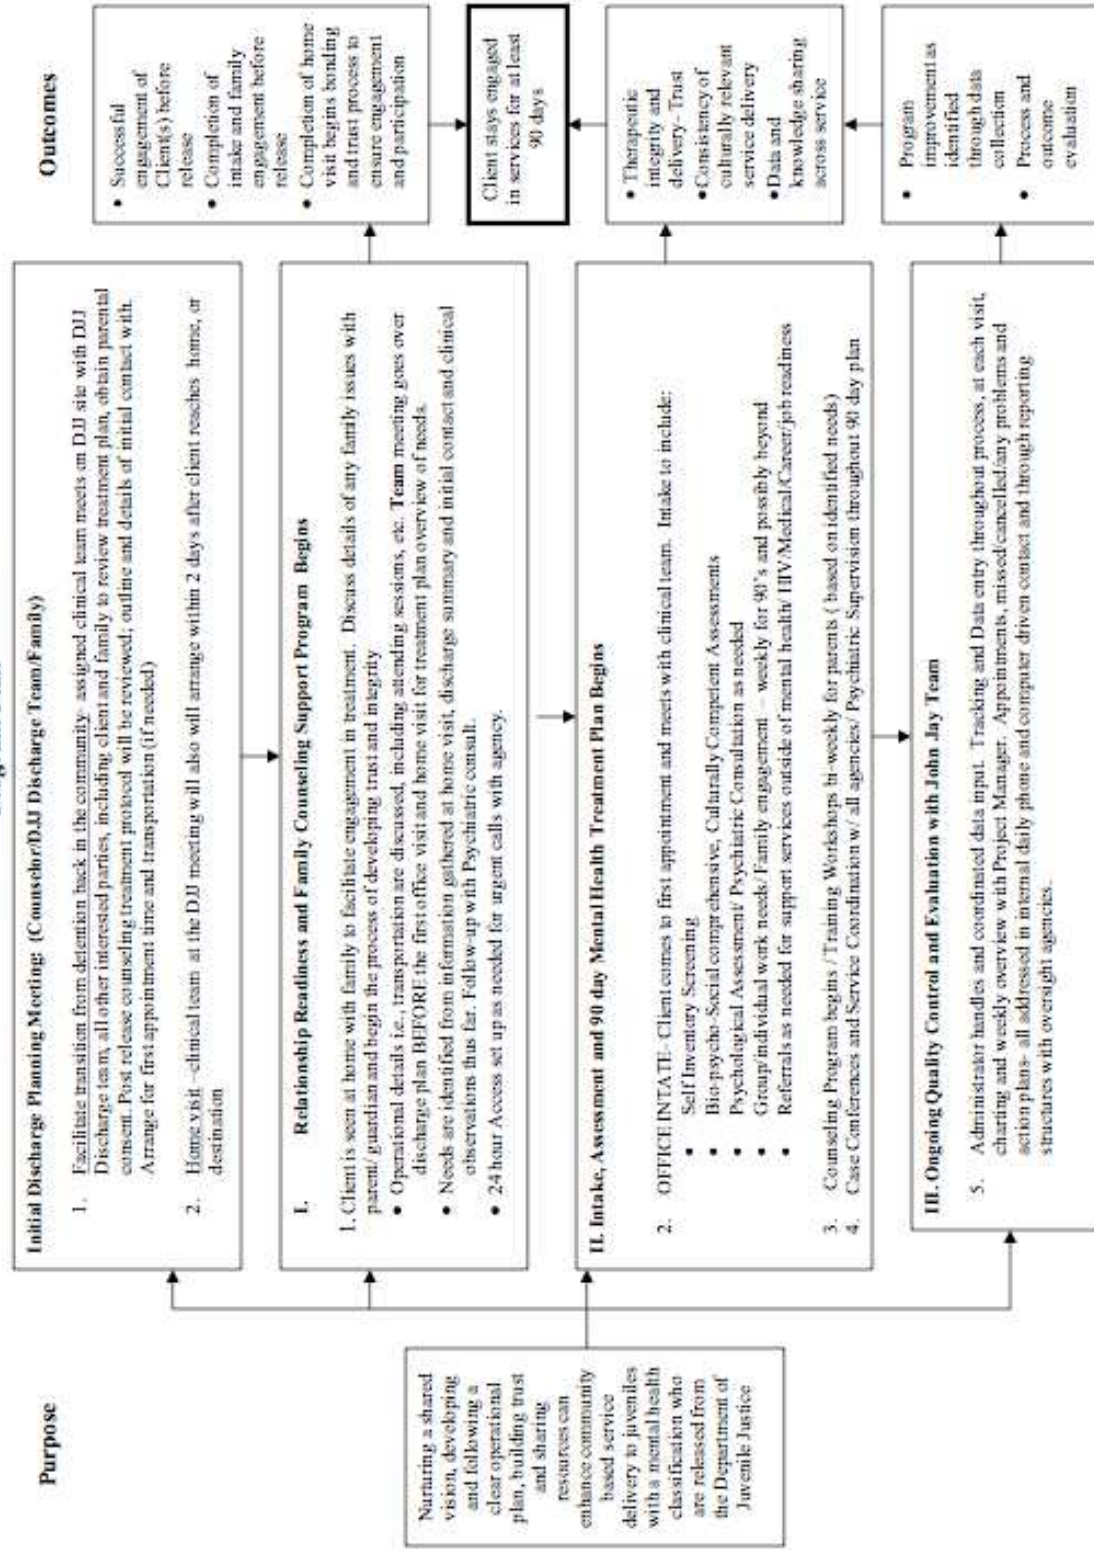 Purpose
Nurturing a shared
vision, developing
and following a
clear operational
plan, building trust
and sharing
resources can
enhance community
based service
delivery to juveniles
with a mental health
classification who
are released from
the Department of
Juvenile Justice
Initial Discharge Planning Meeting: (Counselor/DJJ Discharge Team/Family)
1. Facilitate transition from detention back in the community- assigned clinical team meets on DJJ site with DJJ
Discharge team, all other interested parties, including client and family to review treatment plan, obtain parental
consent. Post release counseling treatment protocol will be reviewed; outline and details of initial contact with.
Arrange for first appointment time and transportation (if needed)
2. Home visit –clinical team at the DJJ meeting will also will arrange within 2 days after client reaches home, or
destination
I. Relationship Readiness and Family Counseling Support Program Begins
1. Client is seen at home with family to facilitate engagement in treatment. Discuss details of any family issues with
parent/ guardian and begin the process of developing trust and integrity
• Operational details i.e., transportation are discussed, including attending sessions, etc. Team meeting goes over
discharge plan BEFORE the first office visit and home visit for treatment plan overview of needs.
• Needs are identified from information gathered at home visit, discharge summary and initial contact and clinical
observations thus far. Follow-up with Psychiatric consult.
• 24 hour Access set up as needed for urgent calls with agency.
II. Intake, Assessment and 90 day Mental Health Treatment Plan Begins
2. OFFICE INTATE- Client comes to first appointment and meets with clinical team. Intake to include:
• Self Inventory Screening
• Bio-psycho-Social comprehensive, Culturally Competent Assessments
• Psychological Assessment/ Psychiatric Consultation as needed
• Group/individual work needs/ Family engagement – weekly for 90's and possibly beyond
• Referrals as needed for support services outside of mental health/ HIV/Medical/Career/job readiness
3. Counseling Program begins /Training Workshops bi-weekly for parents ( based on identified needs)
4. Case Conferences and Service Coordination w/ all agencies/ Psychiatric Supervision throughout 90 day plan
III. Ongoing Quality Control and Evaluation with John Jay Team
5. Administrator handles and coordinated data input. Tracking and Data entry throughout process, at each visit,
charting and weekly overview with Project Manager. Appointments, missed/cancelled/any problems and
action plans- all addressed in internal daily phone and computer driven contact and through reporting
structures with oversight agencies.
Outcomes
• Successful
engagement of
Client(s) before
release
• Completion of
intake and family
engagement before
release
• Completion of home
visit begins bonding
and trust process to
ensure engagement
and participation
Client stays engaged
in services for at least
90 days.
• Therapeutic
integrity and
delivery- Trust
• Consistency of
culturally relevant
service delivery
• Data and
knowledge sharing
across service
• Program
improvement as
identified
through data
collection
• Process and
outcome
evaluation